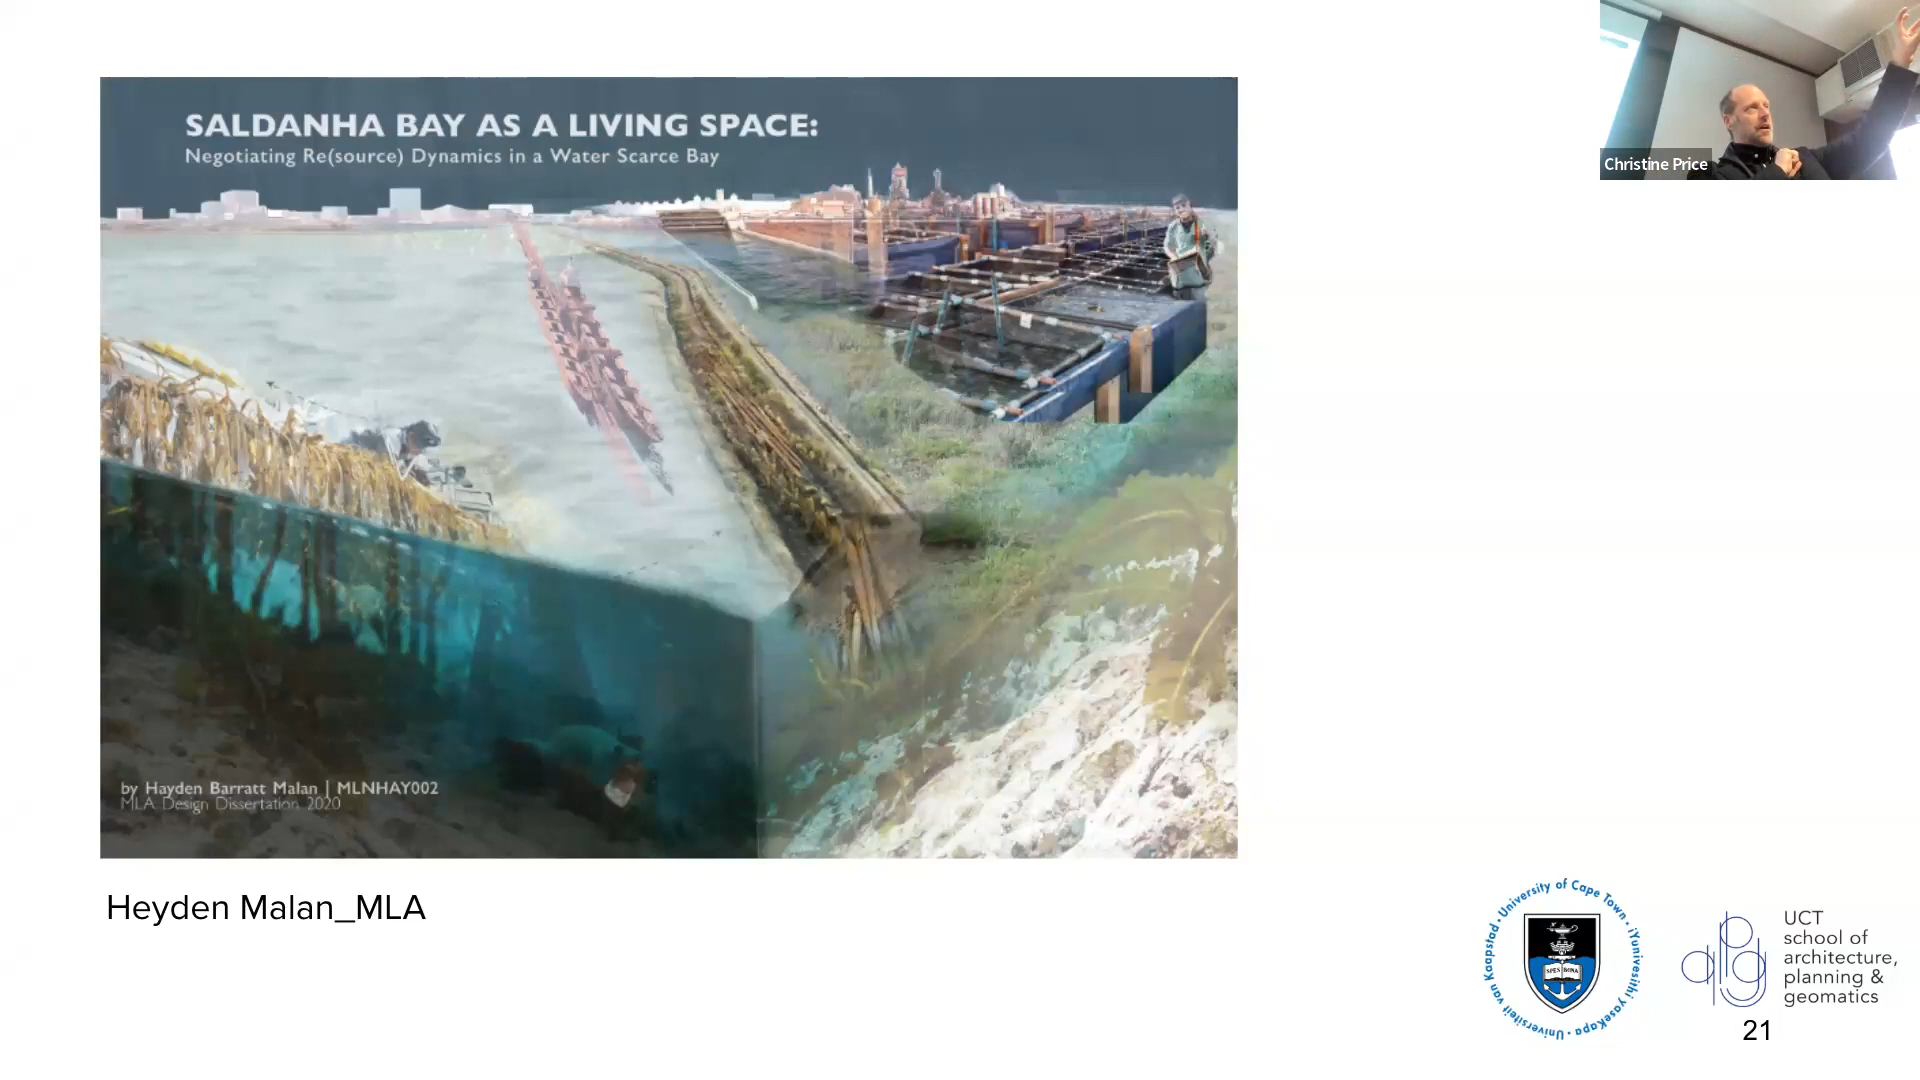 SALDANHA BAY AS A LIVING SPACE:
Negotiating Re(source) Dynamics in a Water Scarce Bay
Christine Price
by Hayden Barratt Malan | MLNHAY002
MLA Design Dissertation 2020
Heyden Malan_MLA
University of Cape Town · iYunivesithi yaseKapa · Universiteit van Kaapstad ·
SPES BONA
apg
UCT
school of
architecture,
planning &
geomatics
21